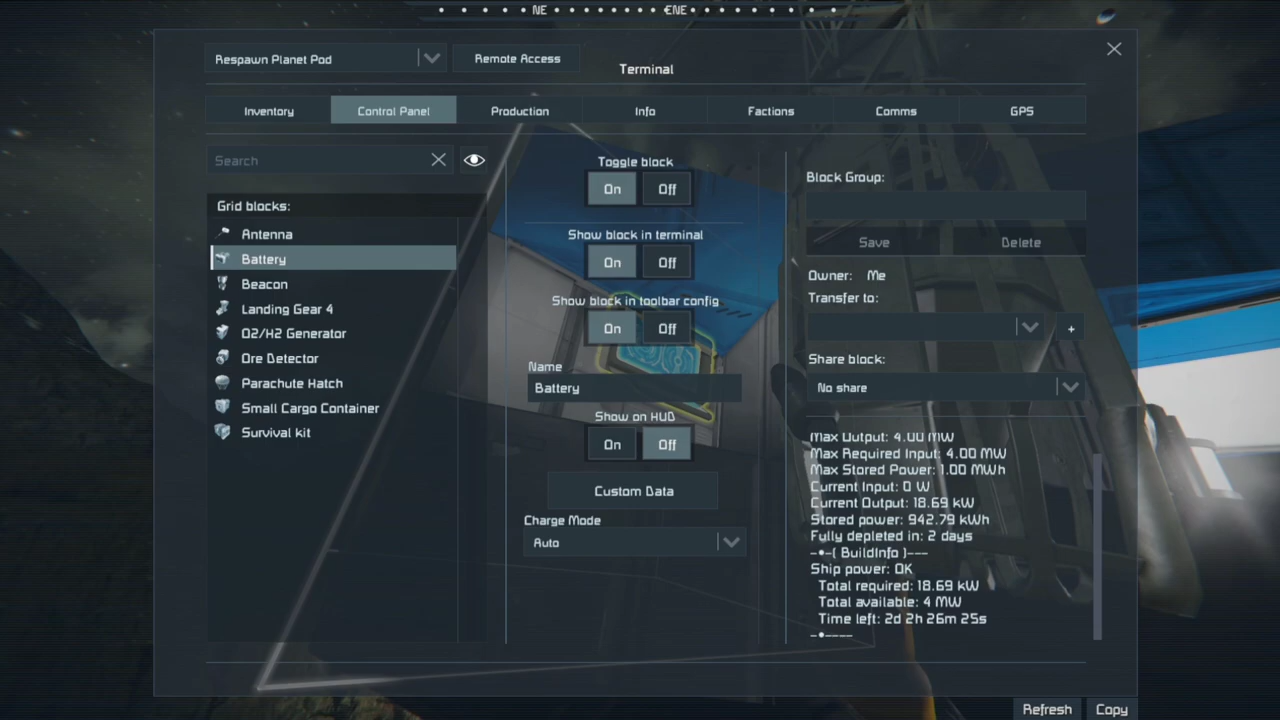 NE ENE
Respawn Planet Pod
Remote Access
Terminal
Inventory
Control Panel
Production
Info
Factions
Comms
GPS
Search
Grid blocks:
Antenna
Battery
Beacon
Landing Gear 4
O2/H2 Generator
Ore Detector
Parachute Hatch
Small Cargo Container
Survival kit
Toggle block
On Off
Show block in terminal
On Off
Show block in toolbar config
On Off
Name
Battery
Show on HUD
On Off
Custom Data
Charge Mode
Auto
Block Group:
Save Delete
Owner: Me
Transfer to:
+
Share block:
No share
Max Output: 4.00 MW
Max Required Input: 4.00 MW
Max Stored Power: 1.00 MWh
Current Input: 0 W
Current Output: 18.69 kW
Stored power: 942.79 kWh
Fully depleted in: 2 days
-•-( BuildInfo )---
Ship power: OK
Total required: 18.69 kW
Total available: 4 MW
Time left: 2d 2h 26m 25s
-•----
Refresh Copy